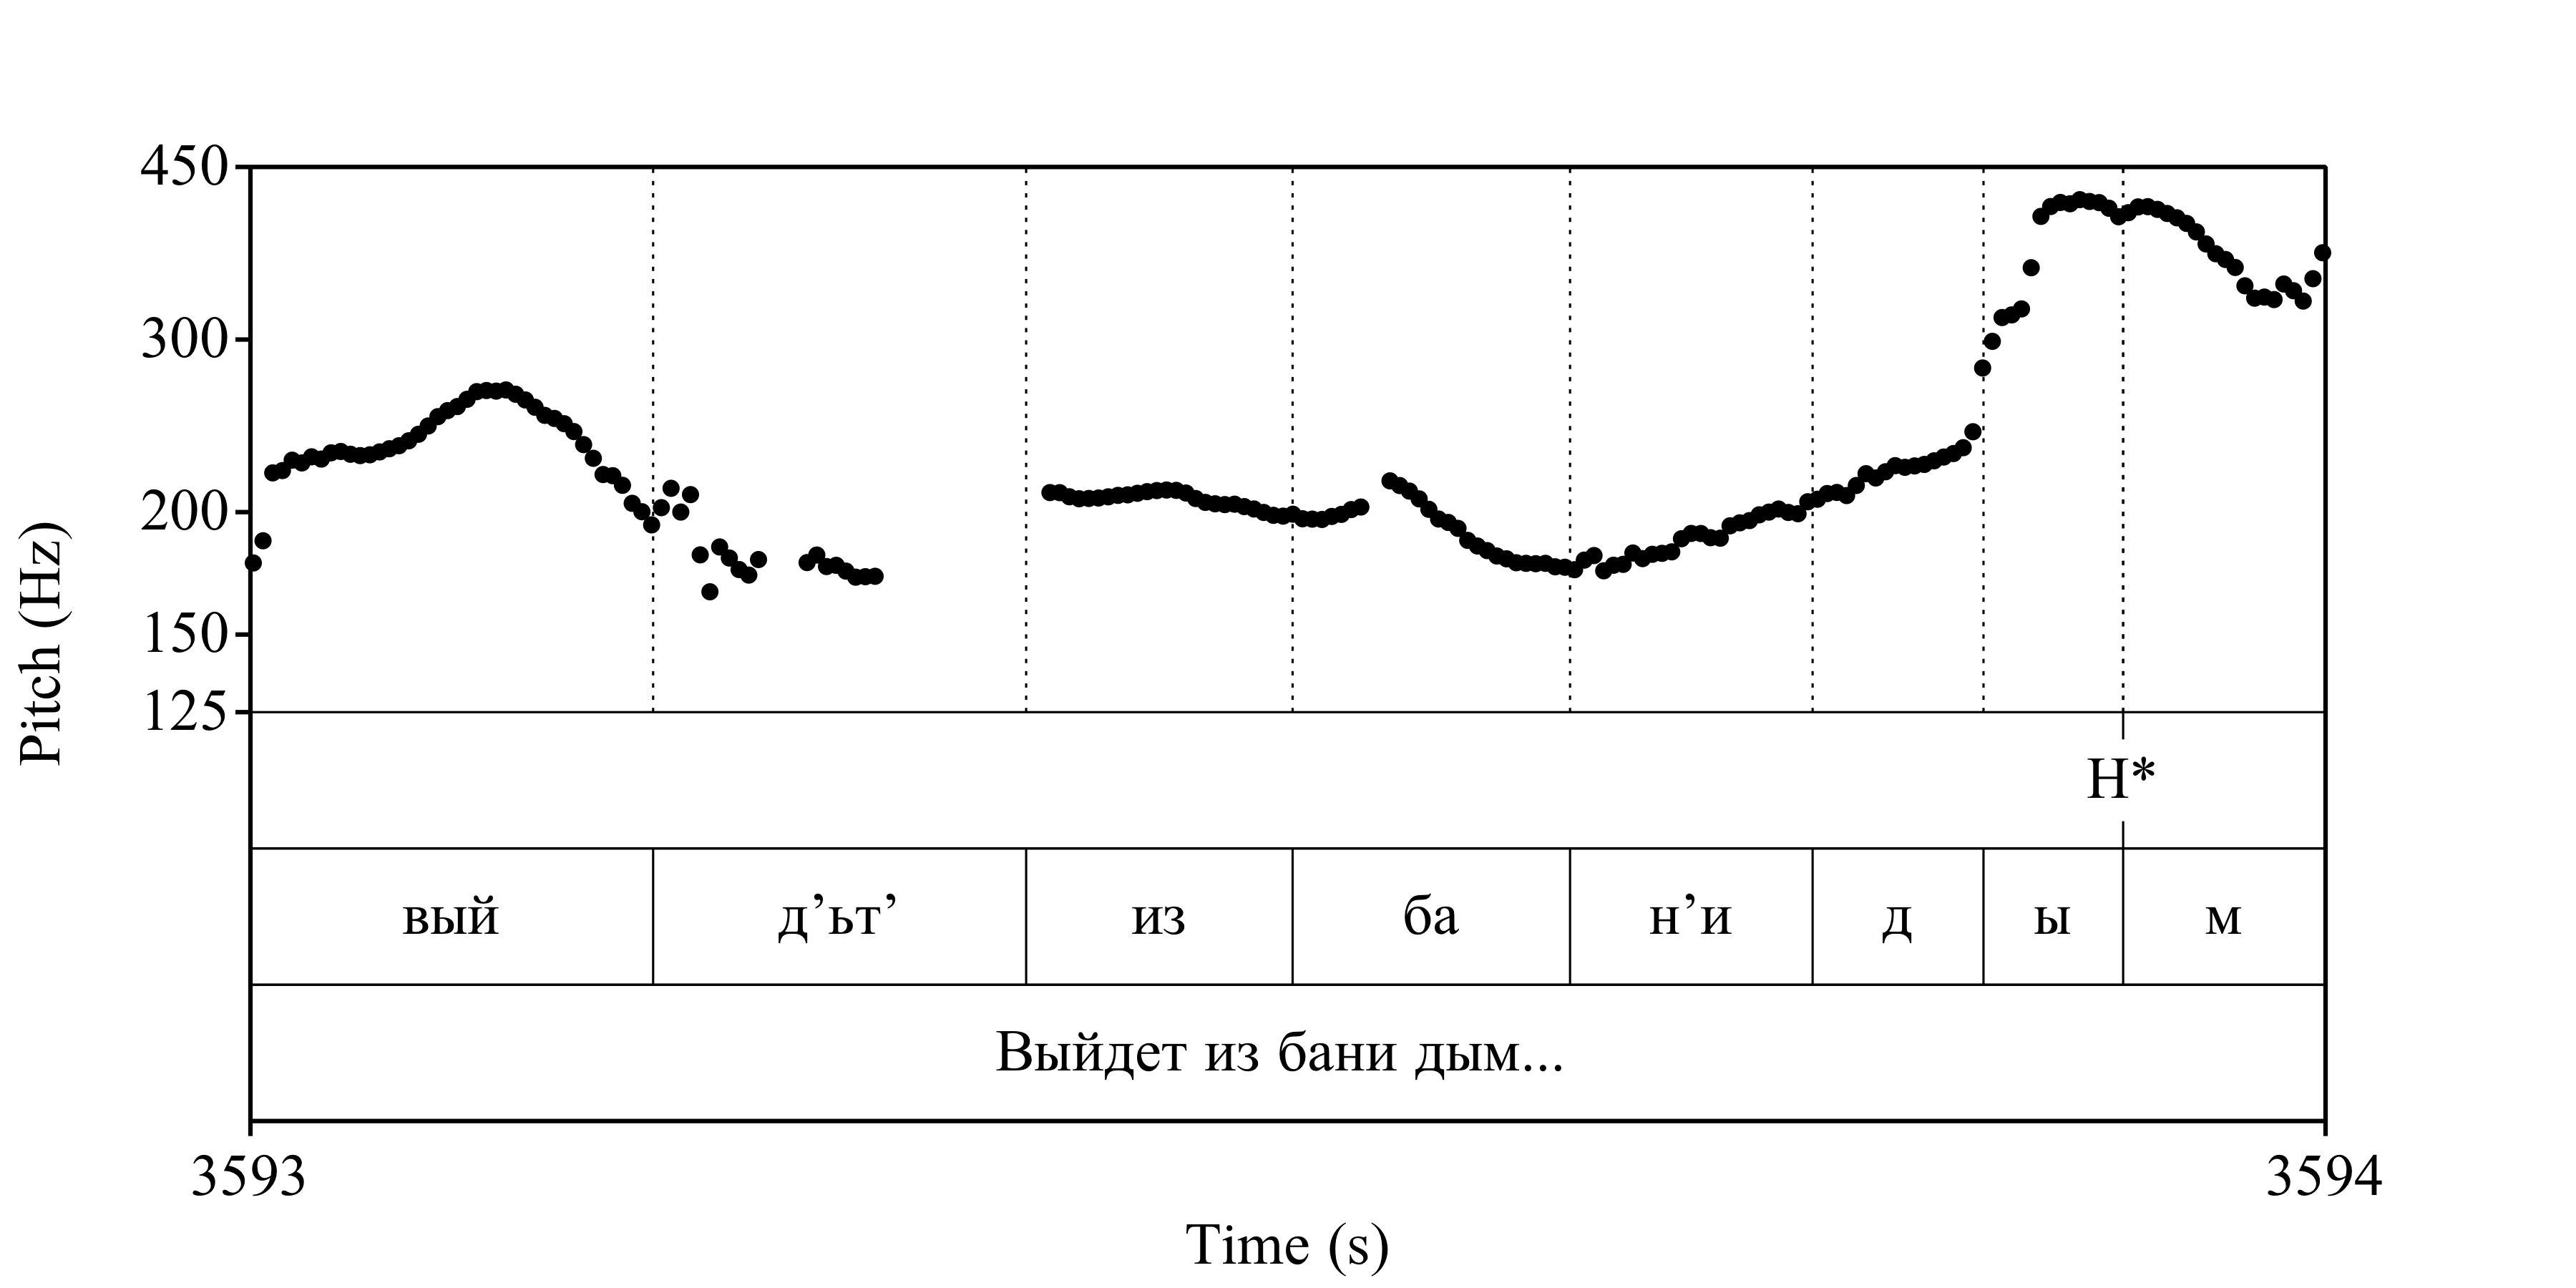 450
300
200
150
125
Pitch (Hz)
H*
вый д’ьт’ из ба н’и д ы м
Выйдет из бани дым...
3593 3594
Time (s)